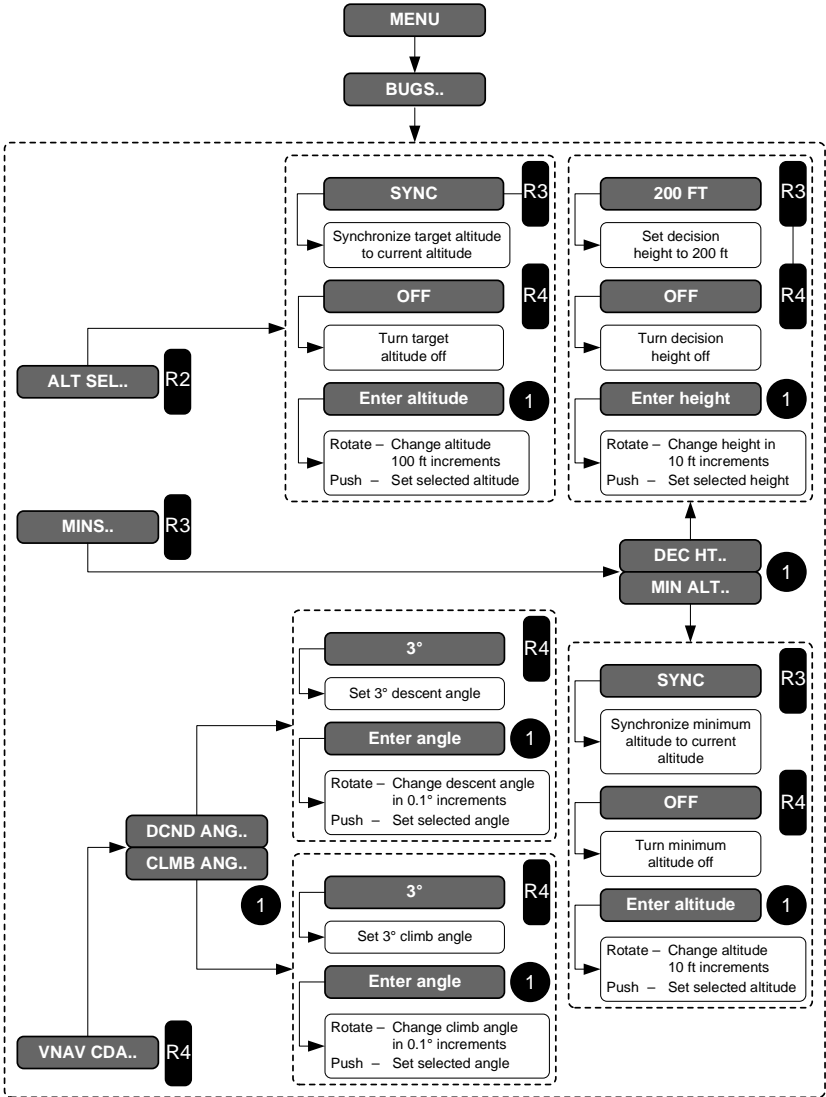 MENU
BUGS..
SYNC
R3
Synchronize target altitude
to current altitude
OFF
R4
Turn target
altitude off
Enter altitude
1
Rotate – Change altitude
100 ft increments
Push – Set selected altitude
200 FT
R3
Set decision
height to 200 ft
OFF
R4
Turn decision
height off
Enter height
1
Rotate – Change height in
10 ft increments
Push – Set selected height
ALT SEL..
R2
MINS..
R3
DEC HT..
MIN ALT..
1
3°
R4
Set 3° descent angle
Enter angle
1
Rotate – Change descent angle
in 0.1° increments
Push – Set selected angle
SYNC
R3
Synchronize minimum
altitude to current
altitude
OFF
R4
Turn minimum
altitude off
Enter altitude
1
Rotate – Change altitude
10 ft increments
Push – Set selected altitude
DCND ANG..
CLMB ANG..
1
3°
R4
Set 3° climb angle
Enter angle
1
Rotate – Change climb angle
in 0.1° increments
Push – Set selected angle
VNAV CDA..
R4